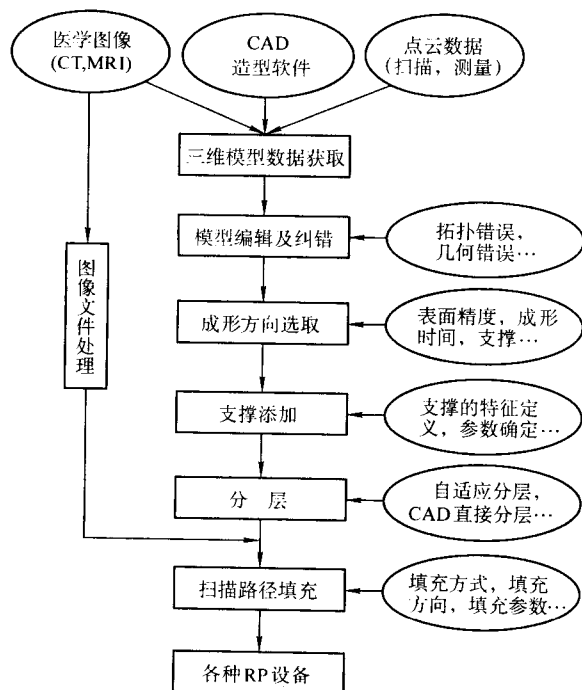 医学图像
(CT,MRI)
CAD
造型软件
点云数据
(扫描，测量)
三维模型数据获取
模型编辑及纠错
拓扑错误，
几何错误…
图像文件处理
成形方向选取
表面精度，成形
时间，支撑…
支撑添加
支撑的特征定
义，参数确定…
分 层
自适应分层，
CAD直接分层…
扫描路径填充
填充方式，填充
方向，填充参数…
各种RP设备